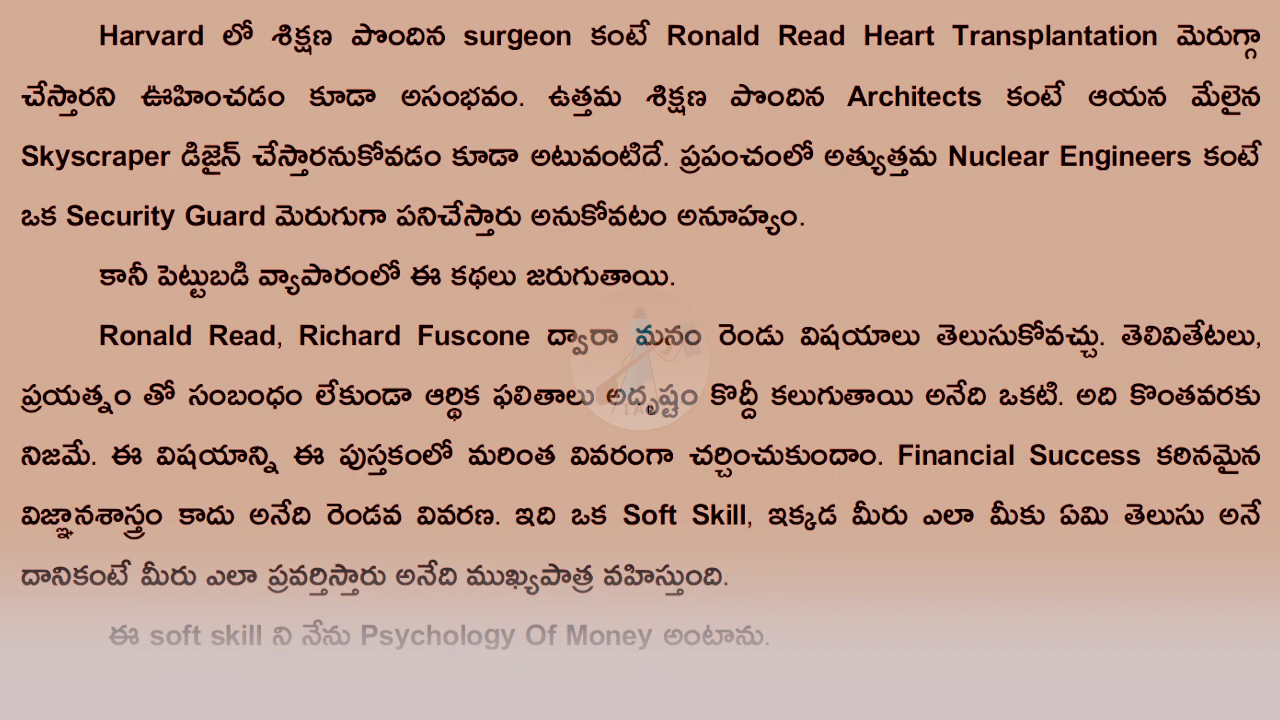 Harvard లో శిక్షణ పొందిన surgeon కంటే Ronald Read Heart Transplantation మెరుగ్గా
చేస్తారని ఊహించడం కూడా అసంభవం. ఉత్తమ శిక్షణ పొందిన Architects కంటే ఆయన మేలైన
Skyscraper డిజైన్ చేస్తారనుకోవడం కూడా అటువంటిదే. ప్రపంచంలో అత్యుత్తమ Nuclear Engineers కంటే
ఒక Security Guard మెరుగుగా పనిచేస్తారు అనుకోవటం అనూహ్యం.
కానీ పెట్టుబడి వ్యాపారంలో ఈ కథలు జరుగుతాయి.
Ronald Read, Richard Fuscone ద్వారా మనం రెండు విషయాలు తెలుసుకోవచ్చు. తెలివితేటలు,
ప్రయత్నం తో సంబంధం లేకుండా ఆర్థిక ఫలితాలు అదృష్టం కొద్దీ కలుగుతాయి అనేది ఒకటి. అది కొంతవరకు
నిజమే. ఈ విషయాన్ని ఈ పుస్తకంలో మరింత వివరంగా చర్చించుకుందాం. Financial Success కఠినమైన
విజ్ఞానశాస్త్రం కాదు అనేది రెండవ వివరణ. ఇది ఒక Soft Skill, ఇక్కడ మీరు ఎలా మీకు ఏమి తెలుసు అనే
దానికంటే మీరు ఎలా ప్రవర్తిస్తారు అనేది ముఖ్యపాత్ర వహిస్తుంది.
ఈ soft skill ని నేను Psychology Of Money అంటాను.